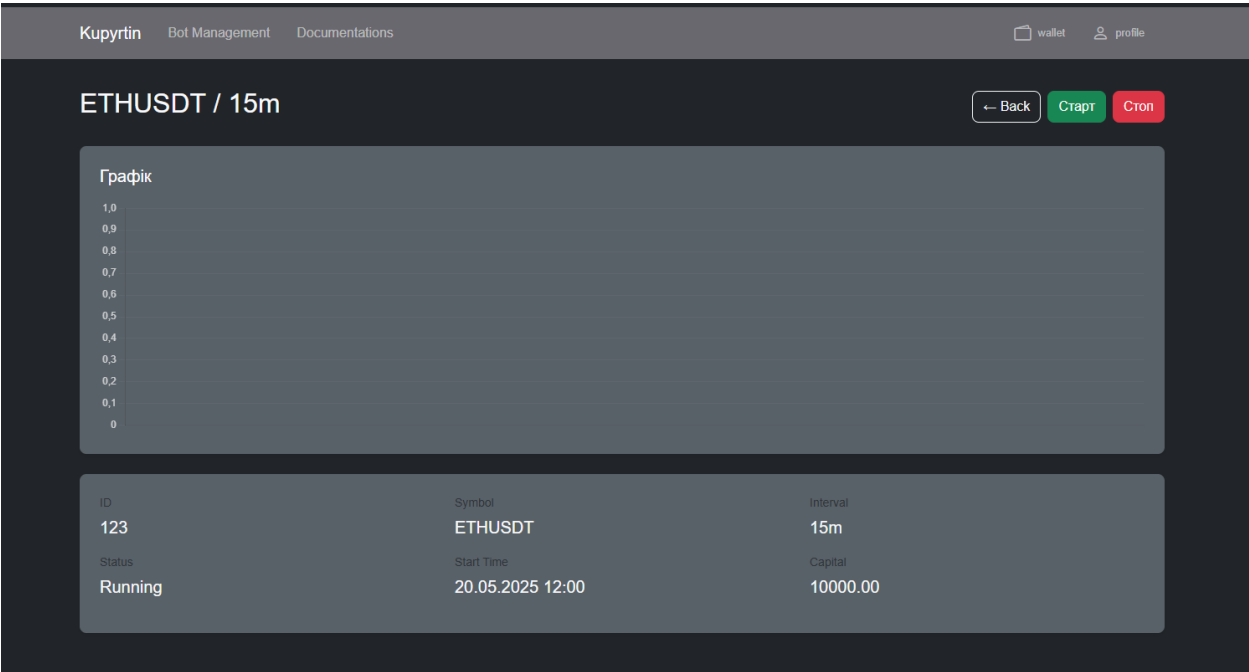 Kupyrtin Bot Management Documentations wallet profile
ETHUSDT / 15m ← Back Старт Стоп
Графік
1,0
0,9
0,8
0,7
0,6
0,5
0,4
0,3
0,2
0,1
0
ID Symbol Interval
123 ETHUSDT 15m
Status Start Time Capital
Running 20.05.2025 12:00 10000.00